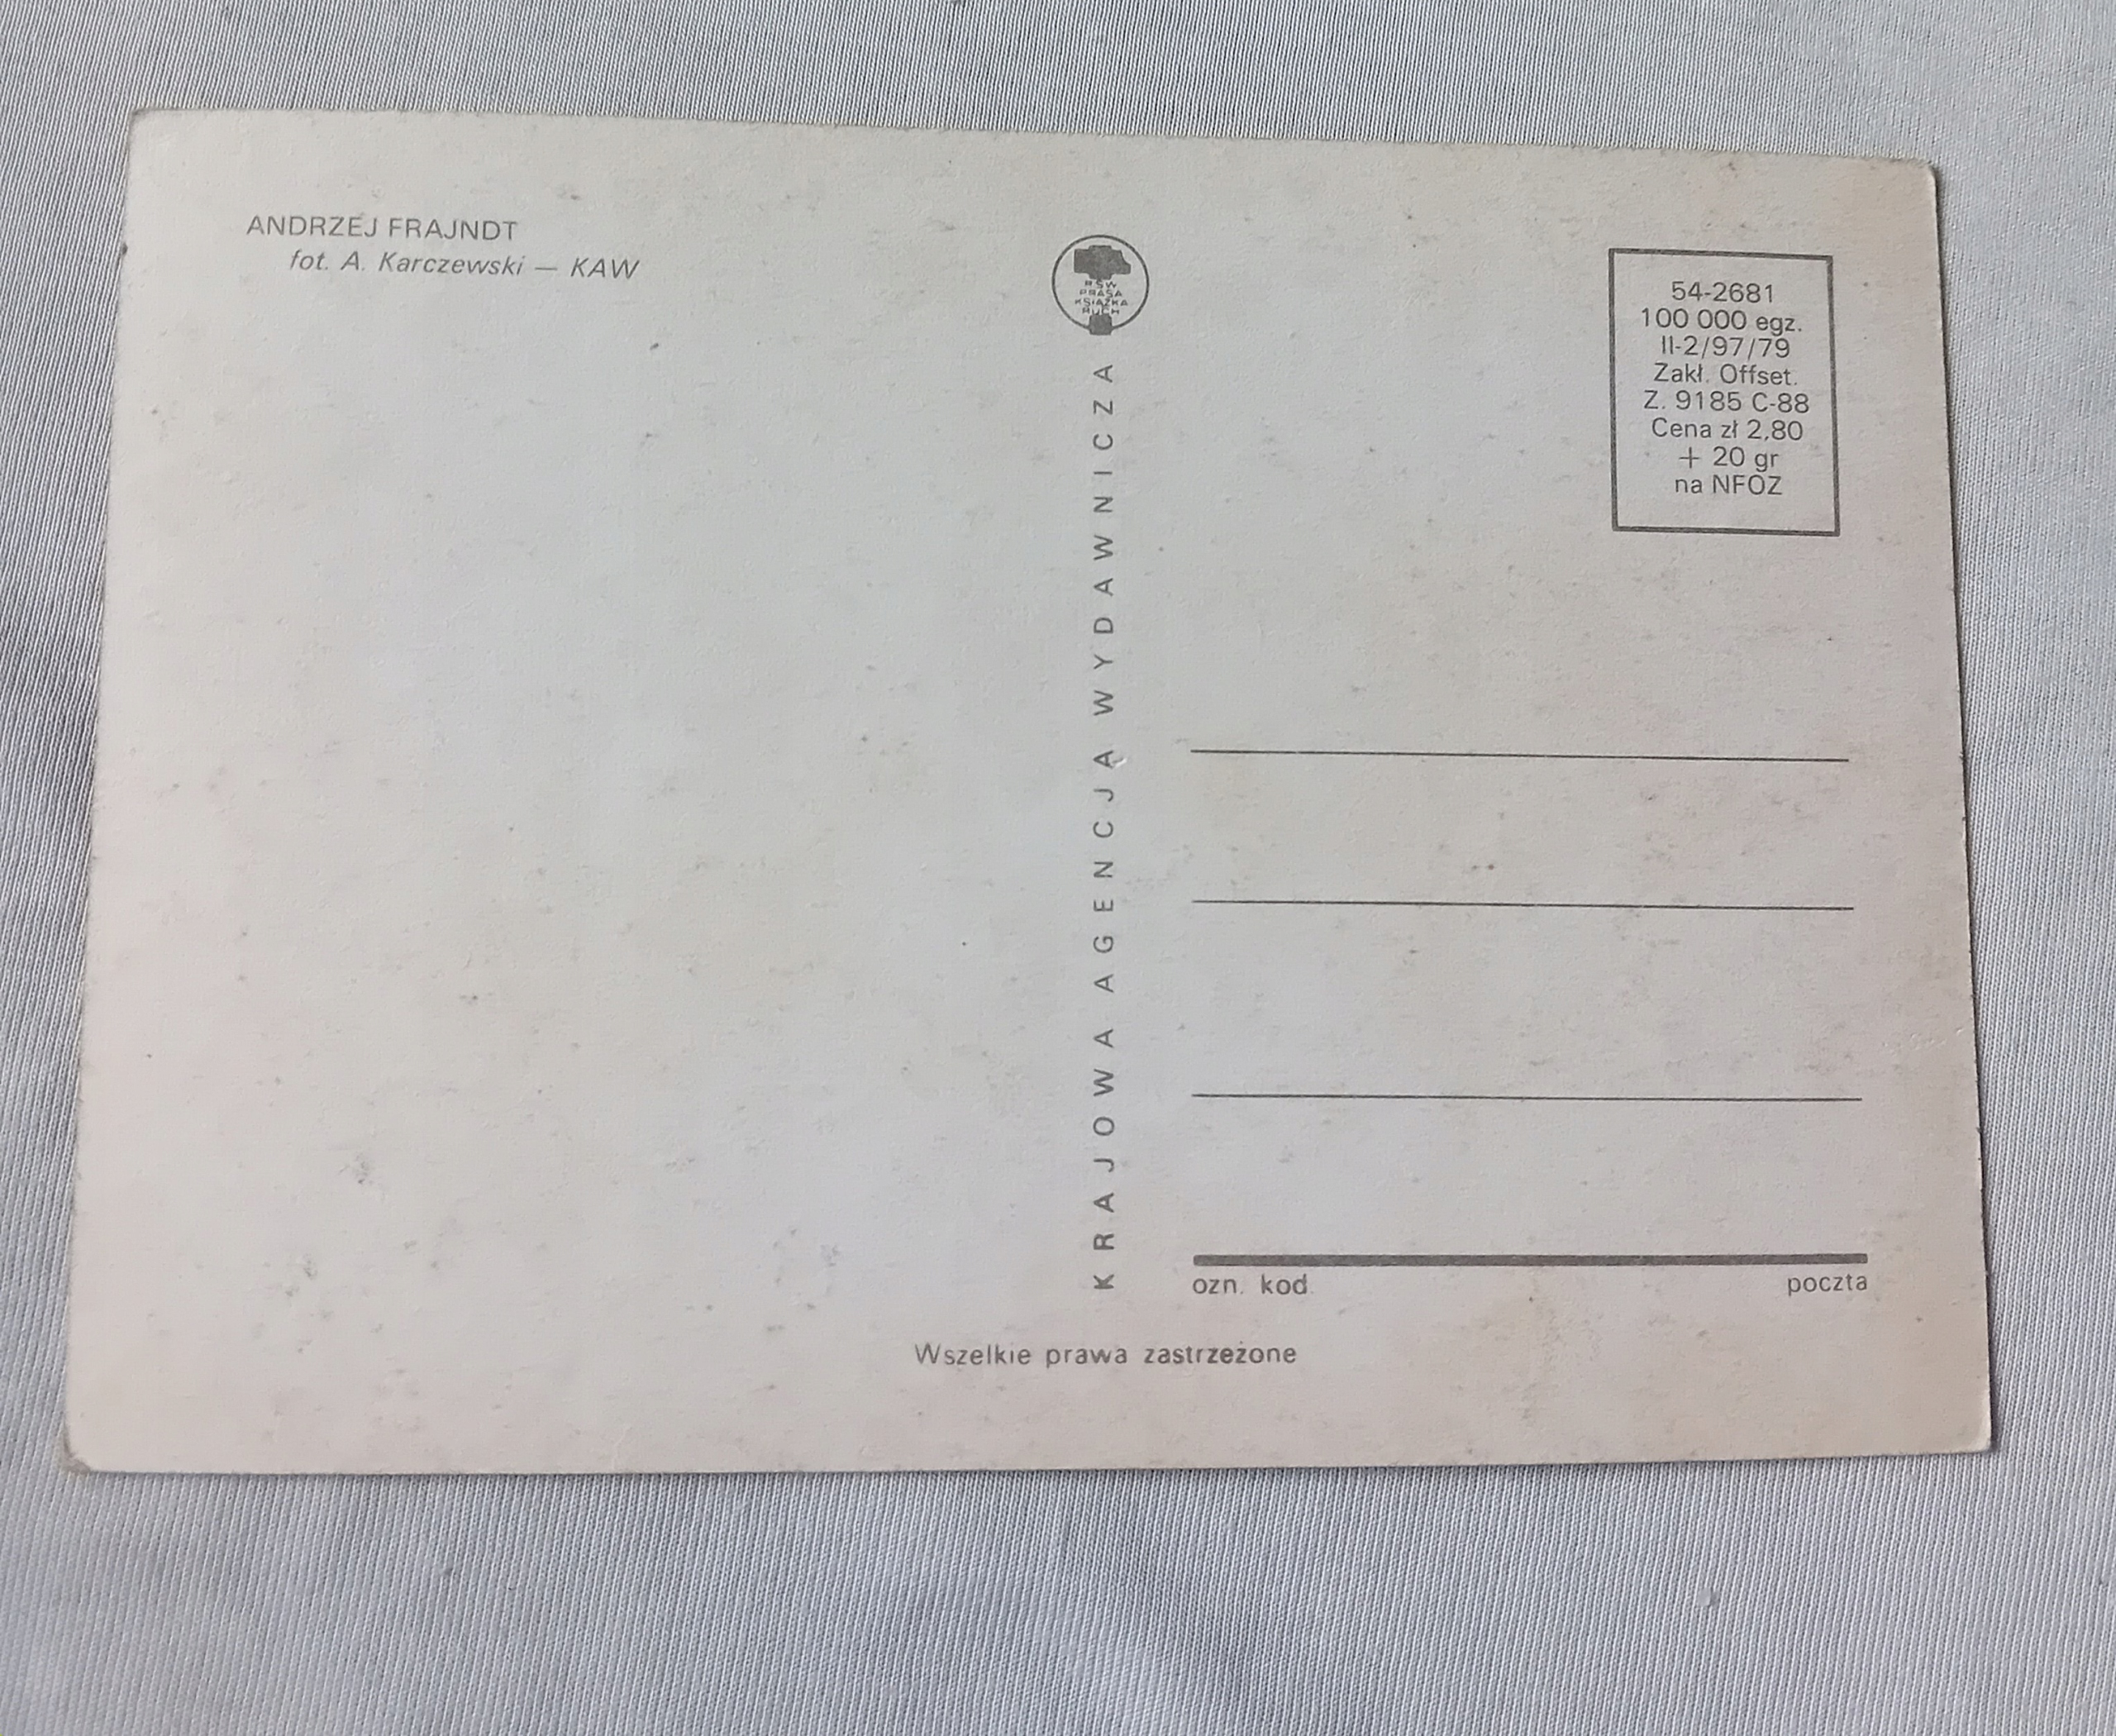 ANDRZEJ FRAJNDT
fot. A. Karczewski — KAW
RSW
PRASA
KSIĄŻKA
RUCH
KRAJOWA AGENCJA WYDAWNICZA
54-2681
100 000 egz.
II-2/97/79
Zakł. Offset.
Z. 9185 C-88
Cena zł 2,80
+ 20 gr
na NFOZ
ozn. kod. poczta
Wszelkie prawa zastrzeżone